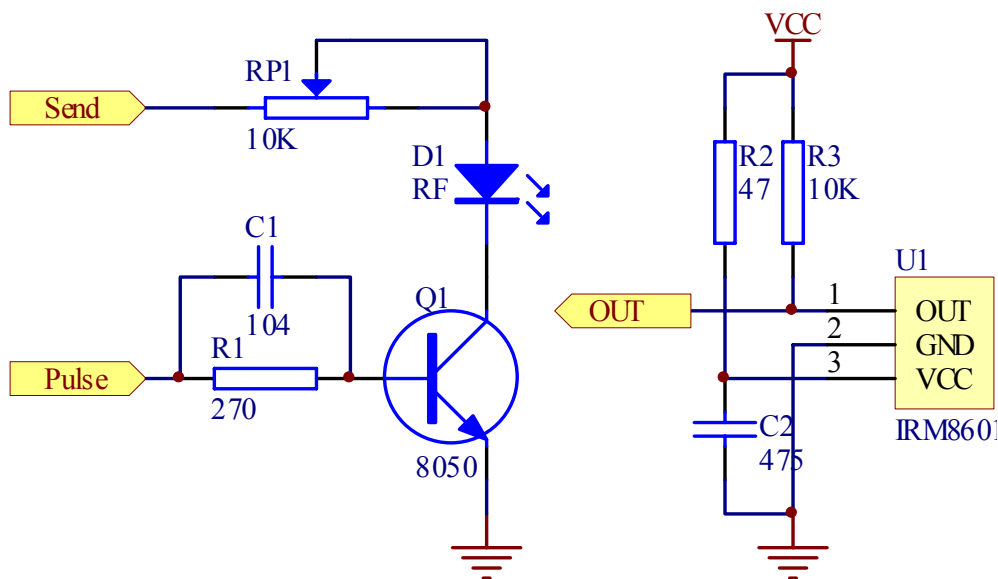 VCC
RP1
Send
10K
D1
RF
R2
47
R3
10K
C1
104
Q1
U1
OUT
1
OUT
2
GND
3
VCC
R1
Pulse
270
8050
C2
475
IRM8601